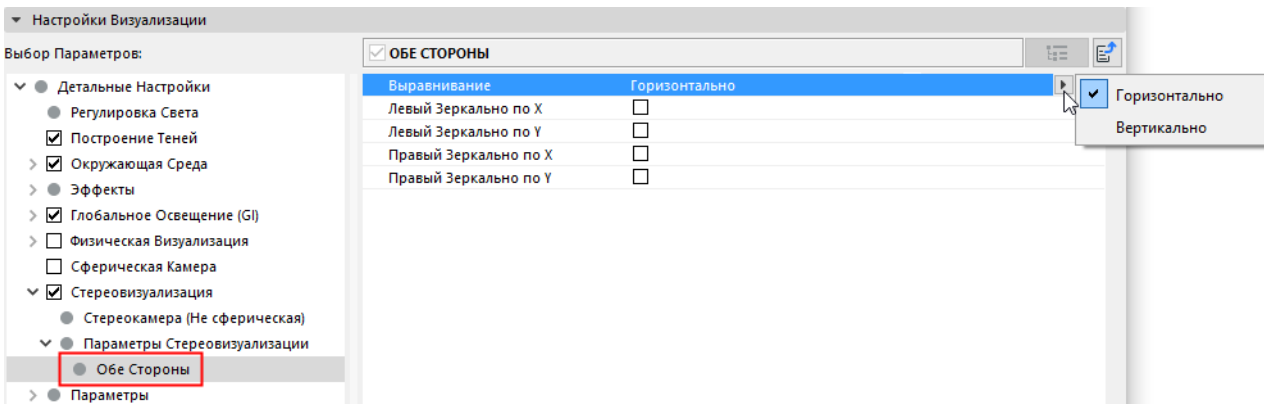 Настройки Визуализации
Выбор Параметров:
ОБЕ СТОРОНЫ
Детальные Настройки
Регулировка Света
Построение Теней
Окружающая Среда
Эффекты
Глобальное Освещение (GI)
Физическая Визуализация
Сферическая Камера
Стереовизуализация
Стереокамера (Не сферическая)
Параметры Стереовизуализации
Обе Стороны
Параметры
Выравнивание Горизонтально
Левый Зеркально по X
Левый Зеркально по Y
Правый Зеркально по X
Правый Зеркально по Y
Горизонтально
Вертикально